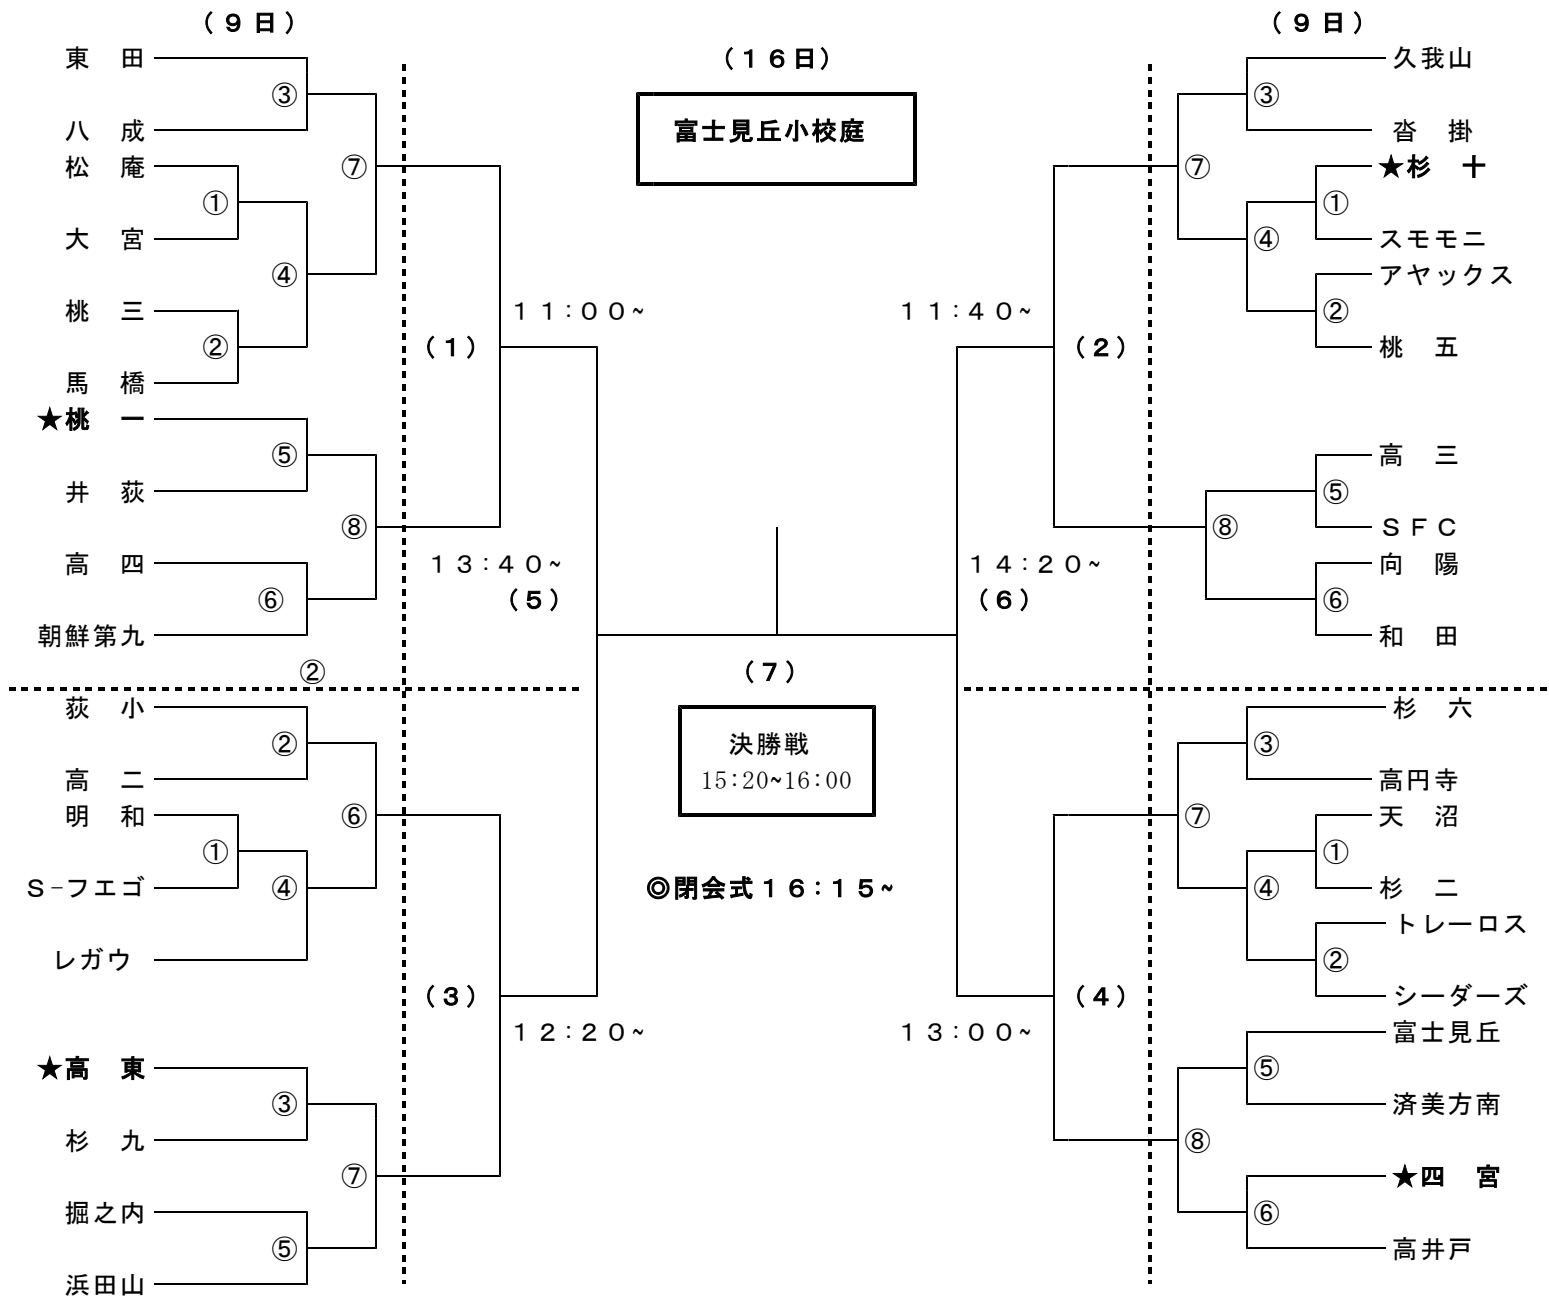 （９日）
東　田
③
八　成
松　庵
⑦
①
大　宮
④
桃　三
②
馬　橋
★桃　一
⑤
井　荻
⑧
高　四
⑥
朝鮮第九
②
荻　小
②
高　二
明　和
⑥
①
S−フエゴ
④
レガウ
★高　東
③
杉　九
⑦
掘之内
⑤
浜田山
１１：００~
（１）
１３：４０~
（５）
（３）
１２：２０~
（１６日）
富士見丘小校庭
（７）
決勝戦
15：20~16：00
◎閉会式１６：１５~
１１：４０~
（２）
１４：２０~
（６）
（４）
１３：００~
（９日）
久我山
③
沓　掛
★杉　十
⑦
①
④
スモモニ
アヤックス
②
桃　五
高　三
⑤
ＳＦＣ
⑧
向　陽
⑥
和　田
杉　六
③
高円寺
天　沼
⑦
①
④
杉　二
トレーロス
②
シーダーズ
富士見丘
⑤
済美方南
⑧
★四　宮
⑥
高井戸